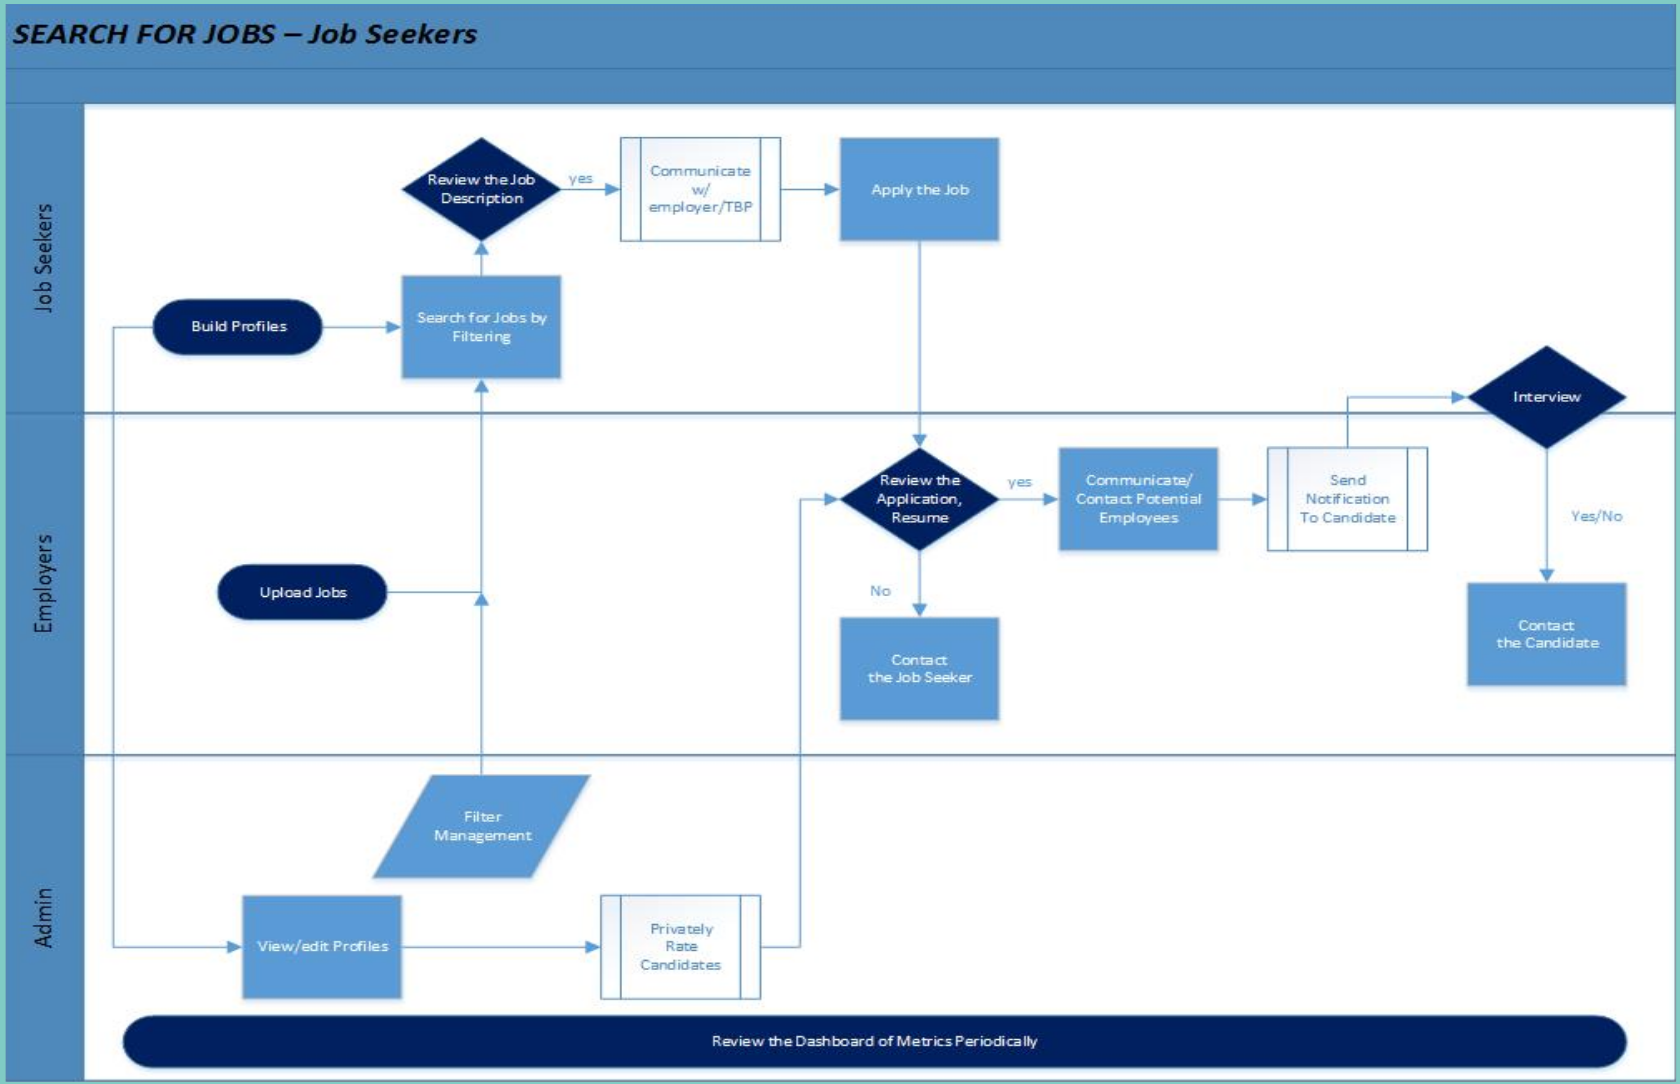 SEARCH FOR JOBS – Job Seekers
Job Seekers
Review the Job
Description
yes
Communicate
w/
employer/TBP
Apply the Job
Build Profiles
Search for Jobs by
Filtering
Interview
Employers
Review the
Application,
Resume
yes
Communicate/
Contact Potential
Employees
Send
Notification
To Candidate
Yes/No
Upload Jobs
No
Contact
the Job Seeker
Contact
the Candidate
Admin
Filter
Management
View/edit Profiles
Privately
Rate
Candidates
Review the Dashboard of Metrics Periodically